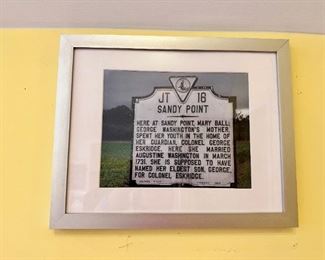 JT 16
SANDY POINT
HERE AT SANDY POINT, MARY BALL,
GEORGE WASHINGTON'S MOTHER,
SPENT HER YOUTH IN THE HOME OF
HER GUARDIAN, COLONEL GEORGE
ESKRIDGE. HERE SHE MARRIED
AUGUSTINE WASHINGTON IN MARCH
1731. SHE IS SUPPOSED TO HAVE
NAMED HER ELDEST SON, GEORGE,
FOR COLONEL ESKRIDGE.